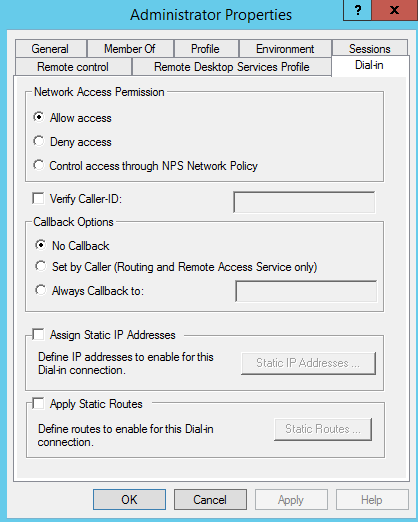 Administrator Properties
?
x
General
Member Of
Profile
Environment
Sessions
Remote control
Remote Desktop Services Profile
Dial-in
Network Access Permission
Allow access
Deny access
Control access through NPS Network Policy
Verify Caller-ID:
Callback Options
No Callback
Set by Caller (Routing and Remote Access Service only)
Always Callback to:
Assign Static IP Addresses
Define IP addresses to enable for this
Dial-in connection.
Static IP Addresses ...
Apply Static Routes
Define routes to enable for this Dial-in
connection.
Static Routes ...
OK
Cancel
Apply
Help